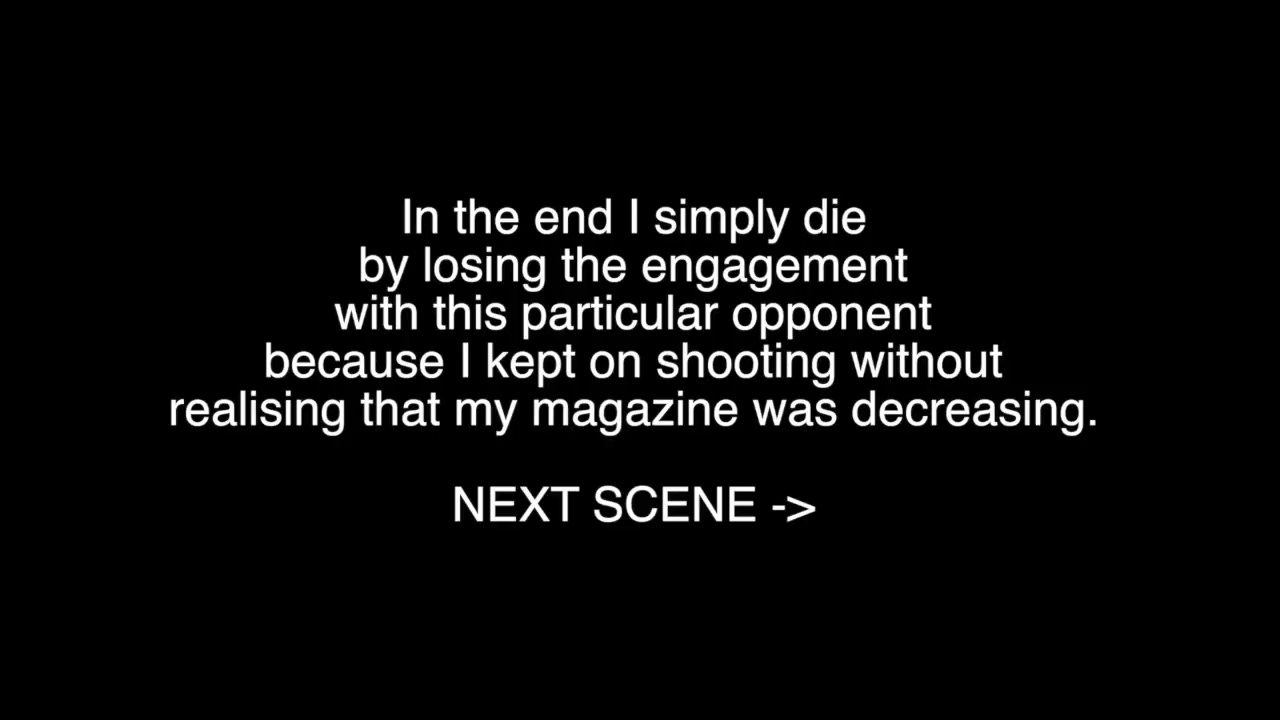 In the end I simply die
by losing the engagement
with this particular opponent
because I kept on shooting without
realising that my magazine was decreasing.
NEXT SCENE ->